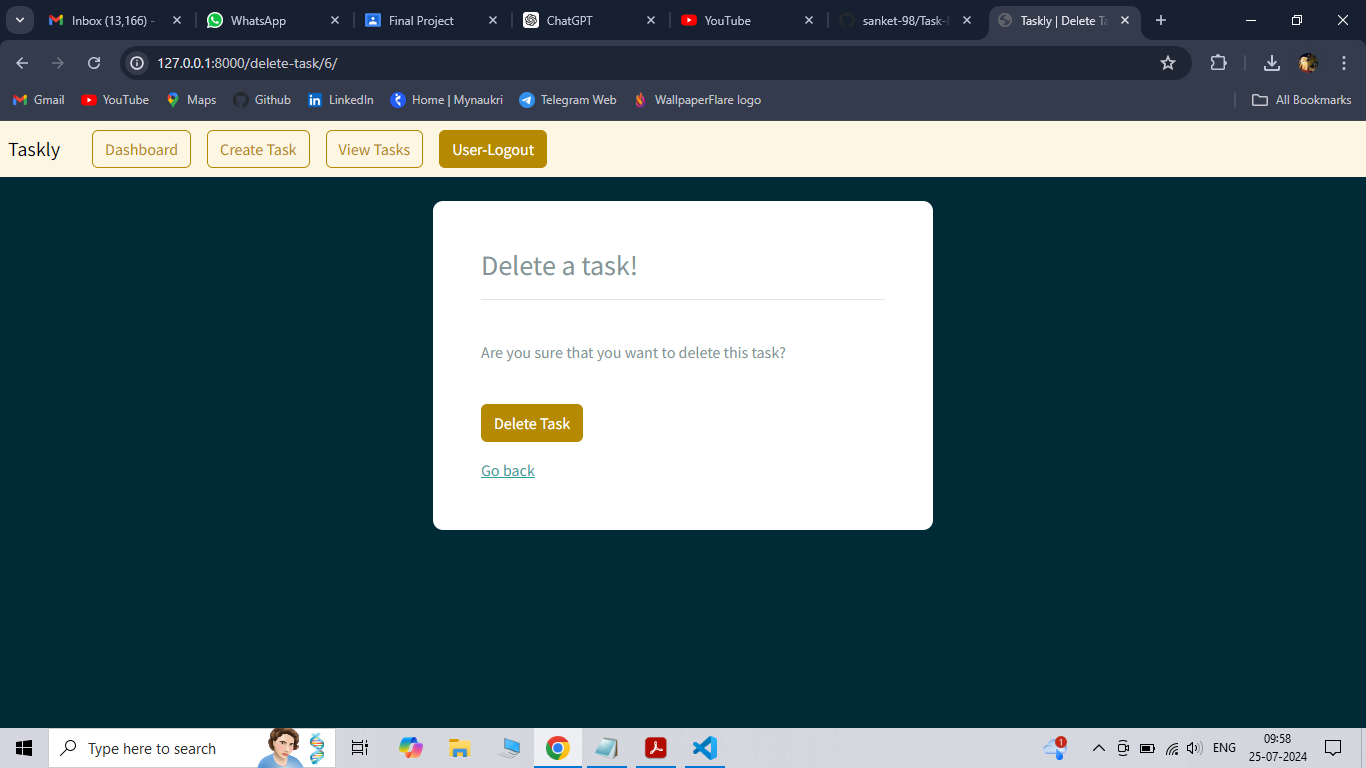 Inbox (13,166) -
WhatsApp
Final Project
ChatGPT
YouTube
sanket-98/Task-
Taskly | Delete Ta
127.0.0.1:8000/delete-task/6/
Gmail
YouTube
Maps
Github
LinkedIn
Home | Mynaukri
Telegram Web
WallpaperFlare logo
All Bookmarks
Taskly
Dashboard
Create Task
View Tasks
User-Logout
Delete a task!
Are you sure that you want to delete this task?
Delete Task
Go back
Type here to search
1
ENG
09:58
25-07-2024